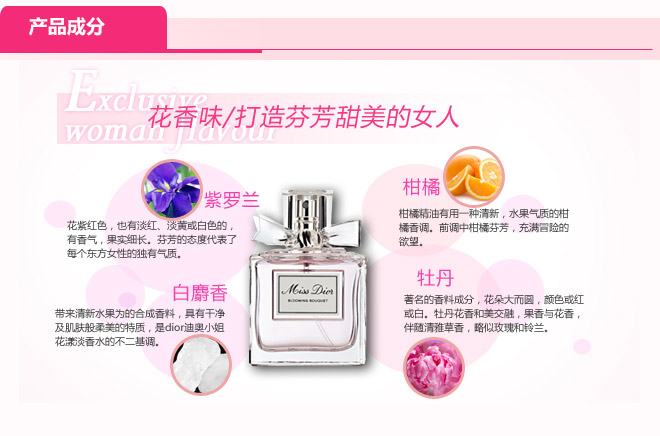 产品成分
Exclusive
woman flavour
花香味/打造芬芳甜美的女人
紫罗兰
花紫红色，也有淡红、淡黄或白色的，
有香气，果实细长。芬芳的态度代表了
每个东方女性的独有气质。
柑橘
柑橘精油有用一种清新，水果气质的柑
橘香调。前调中柑橘芬芳，充满冒险的
欲望。
白麝香
带来清新水果为的合成香料，具有干净
及肌肤般柔美的特质，是dior迪奥小姐
花漾淡香水的不二基调。
牡丹
著名的香料成分，花朵大而圆，颜色或红
或白。牡丹花香和美交融，果香与花香，
伴随清雅草香，略似玫瑰和铃兰。
Miss Dior
BLOOMING BOUQUET